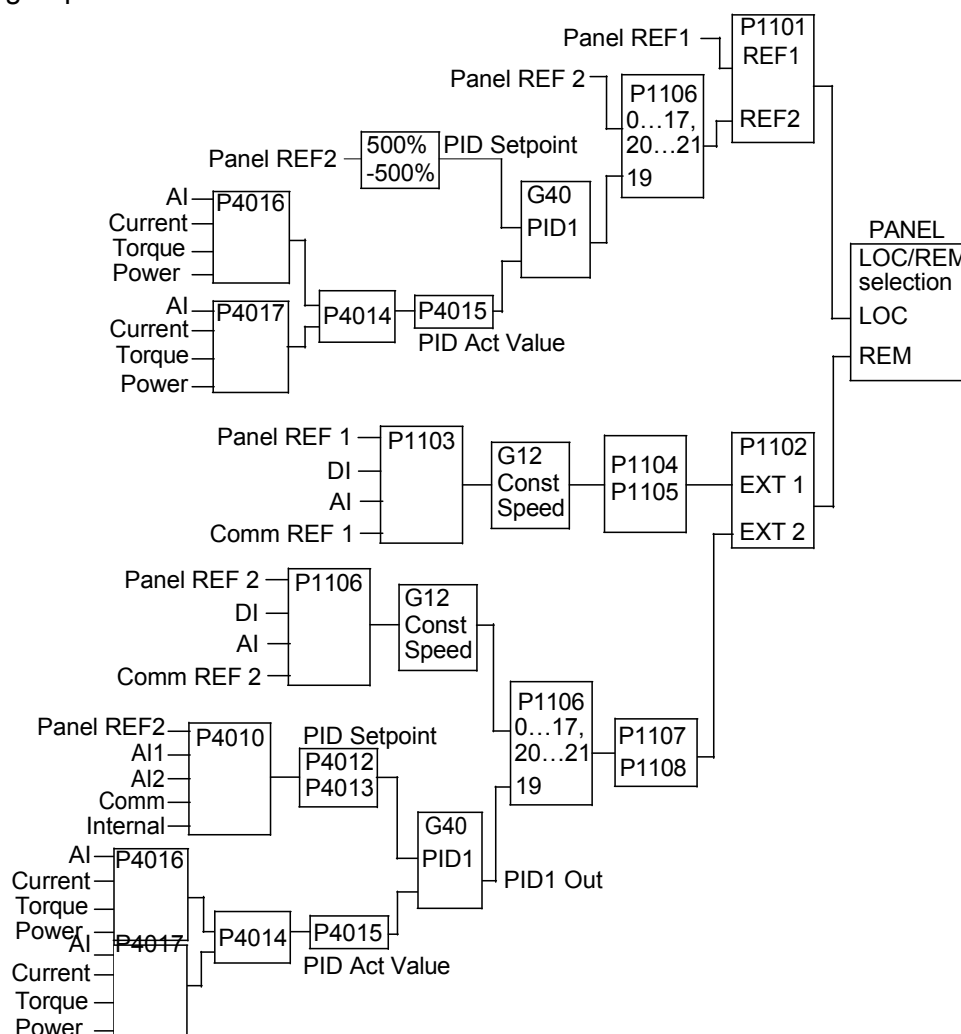 P1101
Panel REF1
REF1
Panel REF 2
P1106
0…17,
20…21
REF2
19
Panel REF2
500%
-500%
PID Setpoint
G40
PID1
AI
P4016
Current
Torque
Power
AI
P4017
Current
Torque
Power
P4014
P4015
PID Act Value
PANEL
LOC/REM
selection
LOC
REM
Panel REF 1
P1103
DI
AI
Comm REF 1
G12
Const
Speed
P1104
P1105
P1102
EXT 1
EXT 2
Panel REF 2
P1106
DI
AI
Comm REF 2
G12
Const
Speed
P1106
0…17,
20…21
19
P1107
P1108
Panel REF2
P4010
AI1
AI2
Comm
Internal
PID Setpoint
P4012
P4013
G40
PID1
PID1 Out
AI
P4016
Current
Torque
Power
AI
P4017
Current
Torque
Power
P4014
P4015
PID Act Value